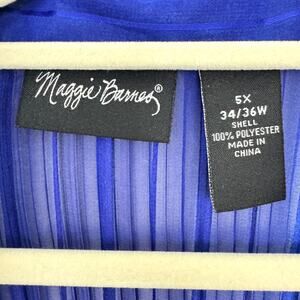 Maggie Barnes®
5X
34/36W
SHELL
100% POLYESTER
MADE IN
CHINA